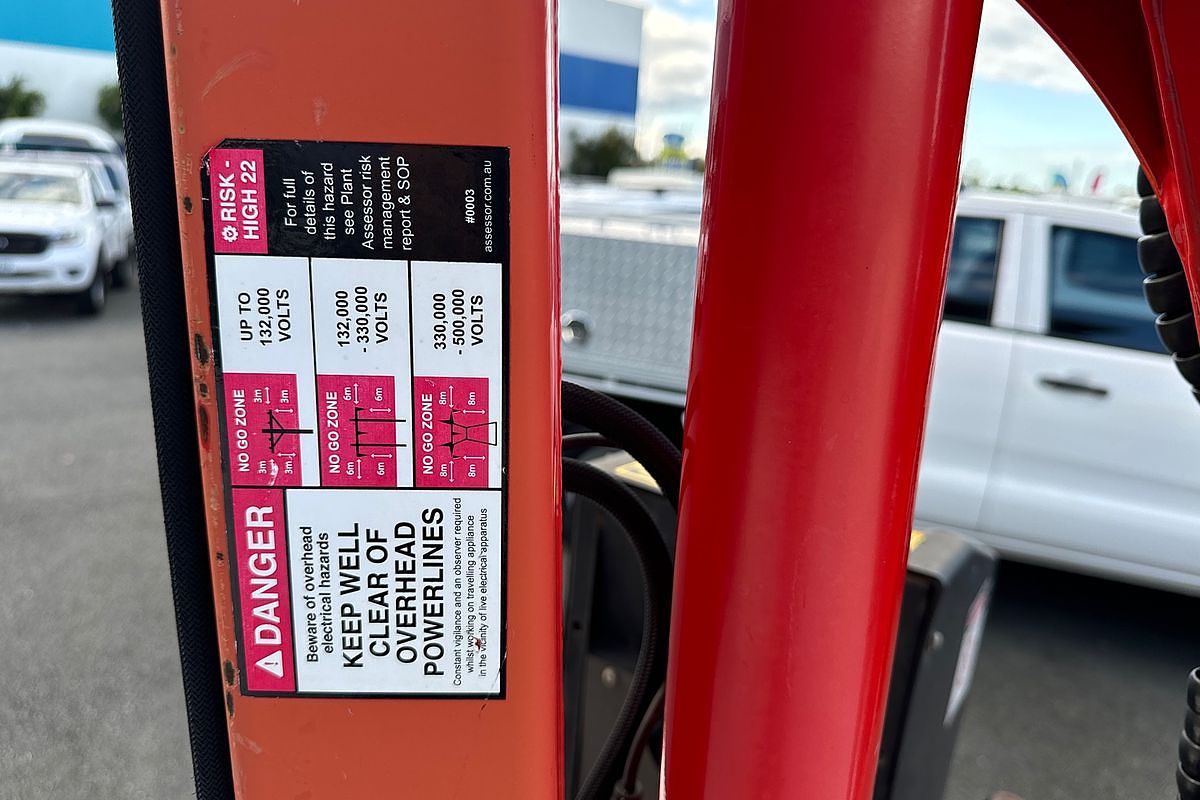 DANGER
Beware of overhead
electrical hazards
KEEP WELL
CLEAR OF
OVERHEAD
POWERLINES
Constant vigilance and an observer required
whilst working on travelling appliance
in the vicinity of live electrical apparatus
NO GO ZONE
3m 3m
3m 3m
UP TO
132,000
VOLTS
NO GO ZONE
6m 6m
6m 6m
132,000
- 330,000
VOLTS
NO GO ZONE
8m 8m
8m 8m
330,000
- 500,000
VOLTS
RISK -
HIGH 22
For full
details of
this hazard
see Plant
Assessor risk
management
report & SOP
#0003
assessor.com.au